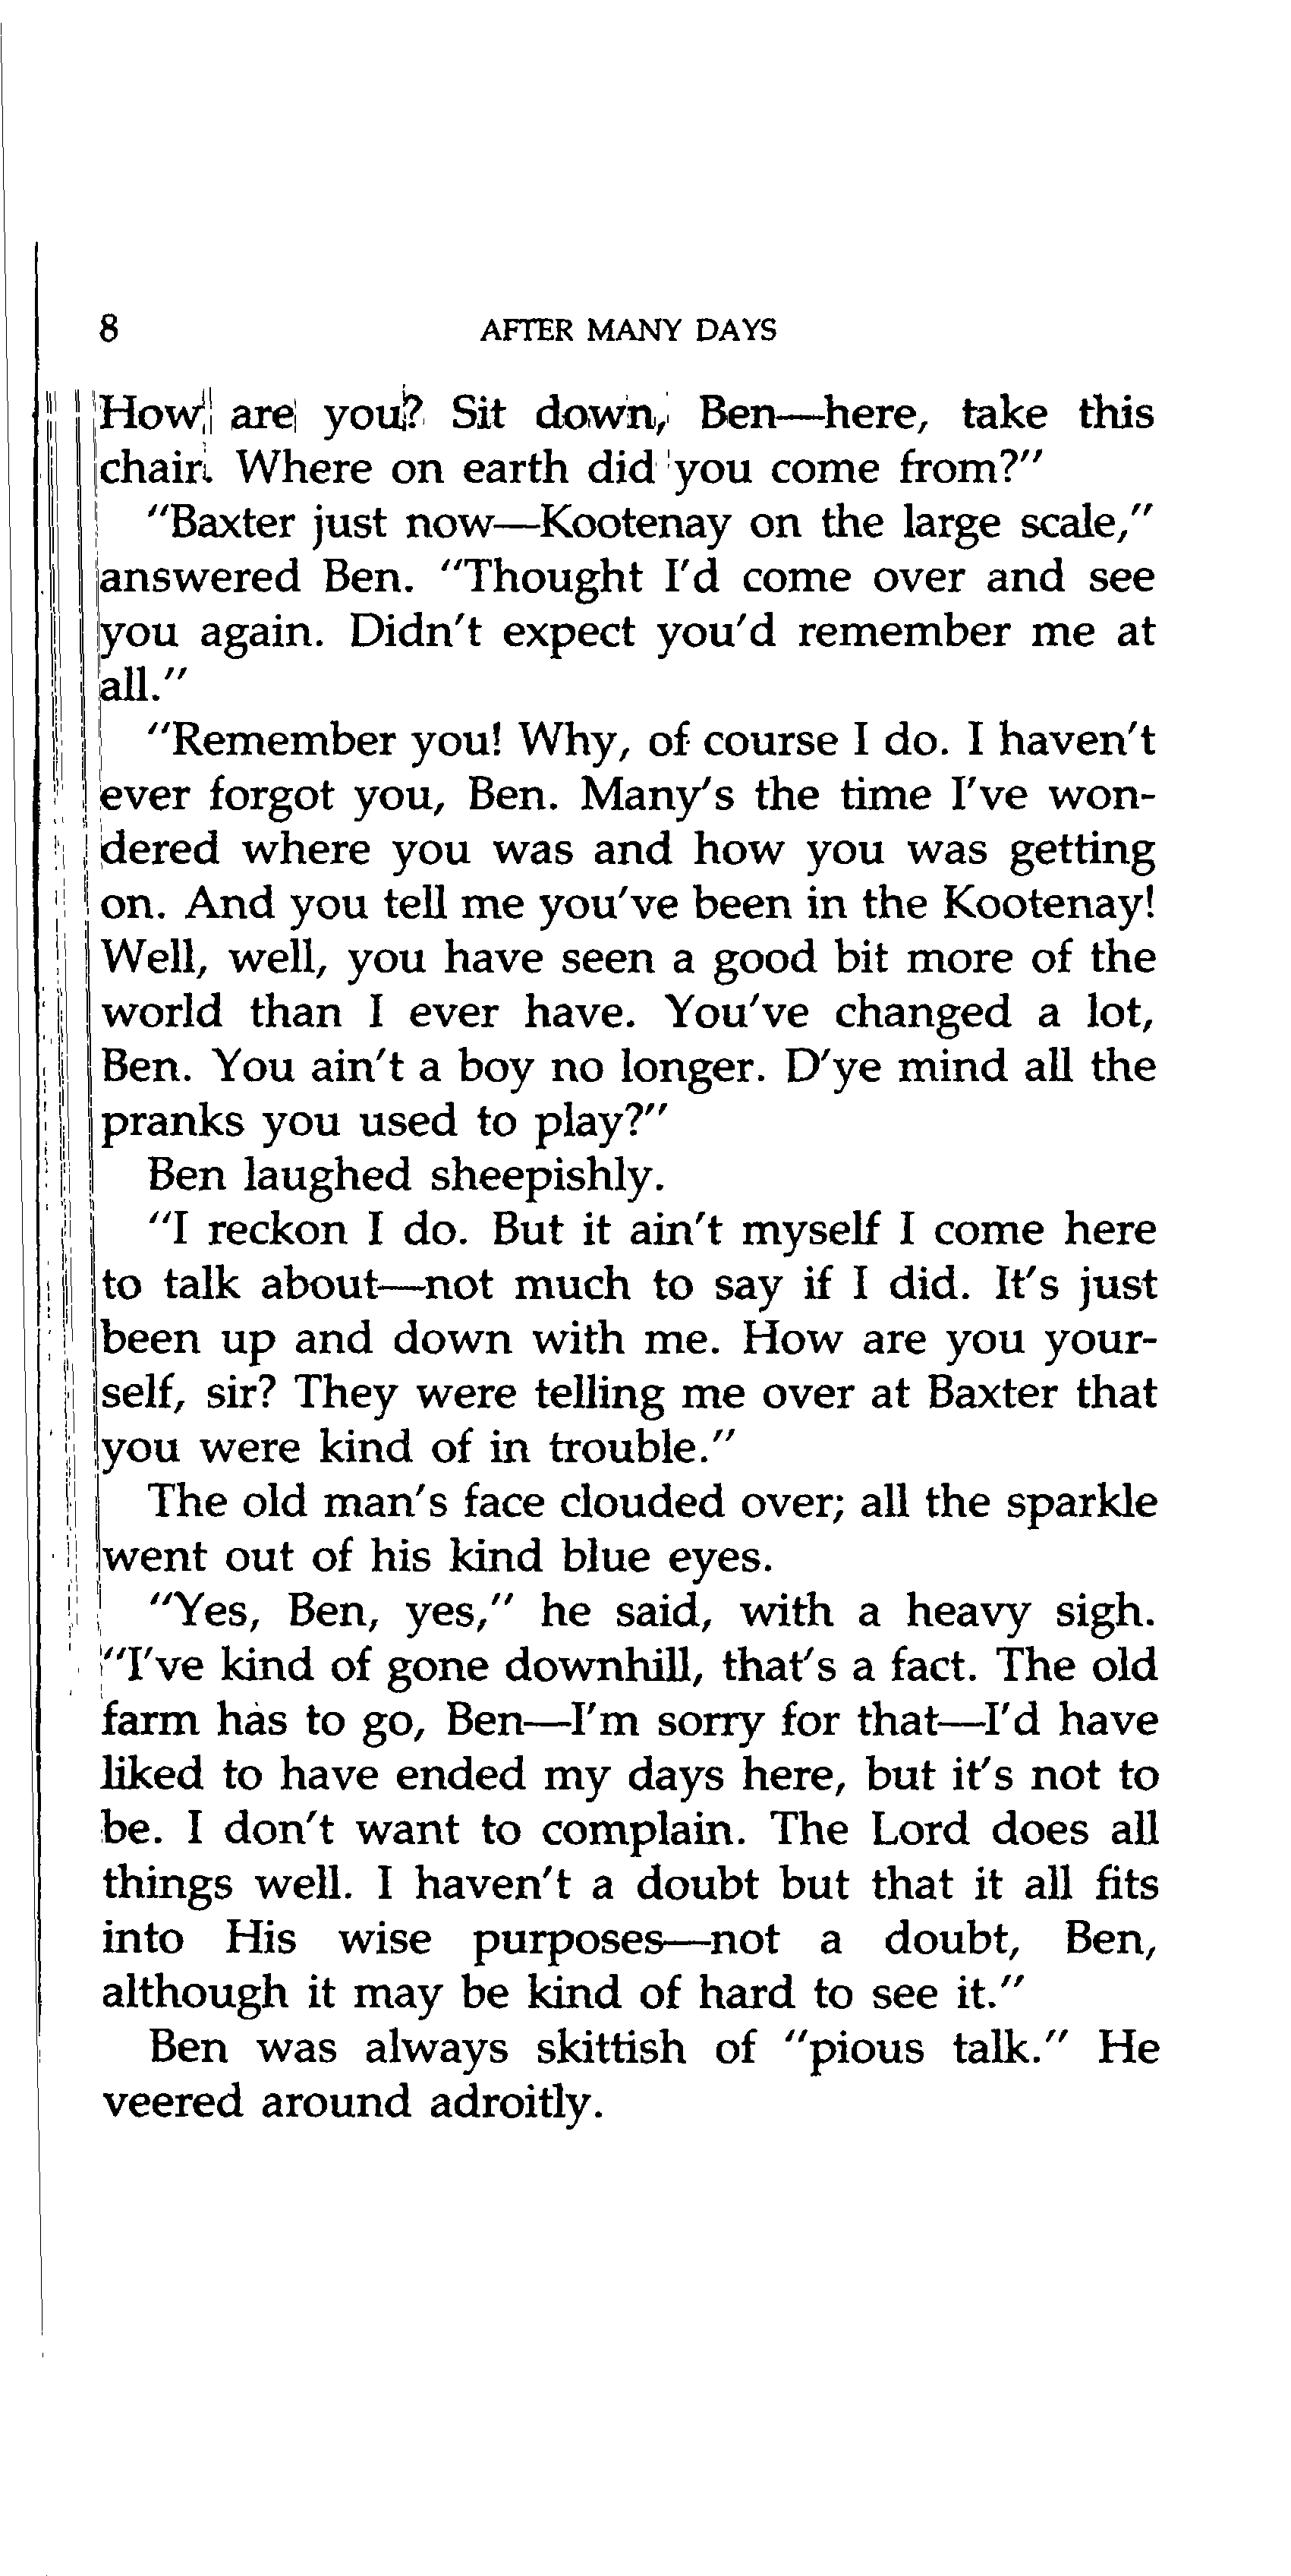 8 AFTER MANY DAYS
How are you? Sit down, Ben—here, take this
chair. Where on earth did you come from?"
"Baxter just now—Kootenay on the large scale,"
answered Ben. "Thought I'd come over and see
you again. Didn't expect you'd remember me at
all."
"Remember you! Why, of course I do. I haven't
ever forgot you, Ben. Many's the time I've won-
dered where you was and how you was getting
on. And you tell me you've been in the Kootenay!
Well, well, you have seen a good bit more of the
world than I ever have. You've changed a lot,
Ben. You ain't a boy no longer. D'ye mind all the
pranks you used to play?"
Ben laughed sheepishly.
"I reckon I do. But it ain't myself I come here
to talk about—not much to say if I did. It's just
been up and down with me. How are you your-
self, sir? They were telling me over at Baxter that
you were kind of in trouble."
The old man's face clouded over; all the sparkle
went out of his kind blue eyes.
"Yes, Ben, yes," he said, with a heavy sigh.
"I've kind of gone downhill, that's a fact. The old
farm has to go, Ben—I'm sorry for that—I'd have
liked to have ended my days here, but it's not to
be. I don't want to complain. The Lord does all
things well. I haven't a doubt but that it all fits
into His wise purposes—not a doubt, Ben,
although it may be kind of hard to see it."
Ben was always skittish of "pious talk." He
veered around adroitly.